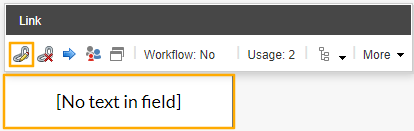 Link
Workflow: No Usage: 2 More
[No text in field]